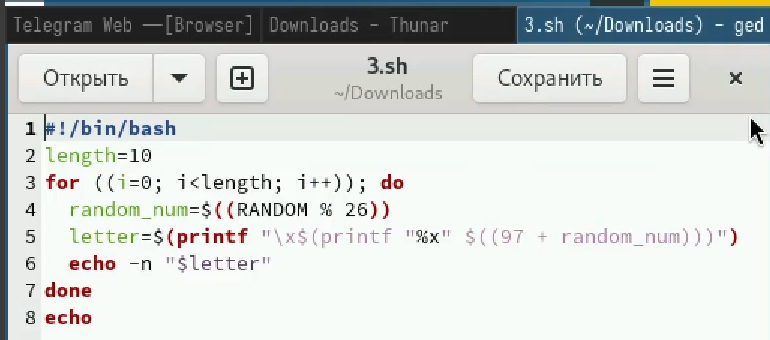 Telegram Web —[Browser] Downloads - Thunar 3.sh (~/Downloads) - ged
Открыть 3.sh Сохранить
~/Downloads
1 #!/bin/bash
2 length=10
3 for ((i=0; i<length; i++)); do
4   random_num=$((RANDOM % 26))
5   letter=$(printf "\x$(printf "%x" $((97 + random_num)))")
6   echo -n "$letter"
7 done
8 echo